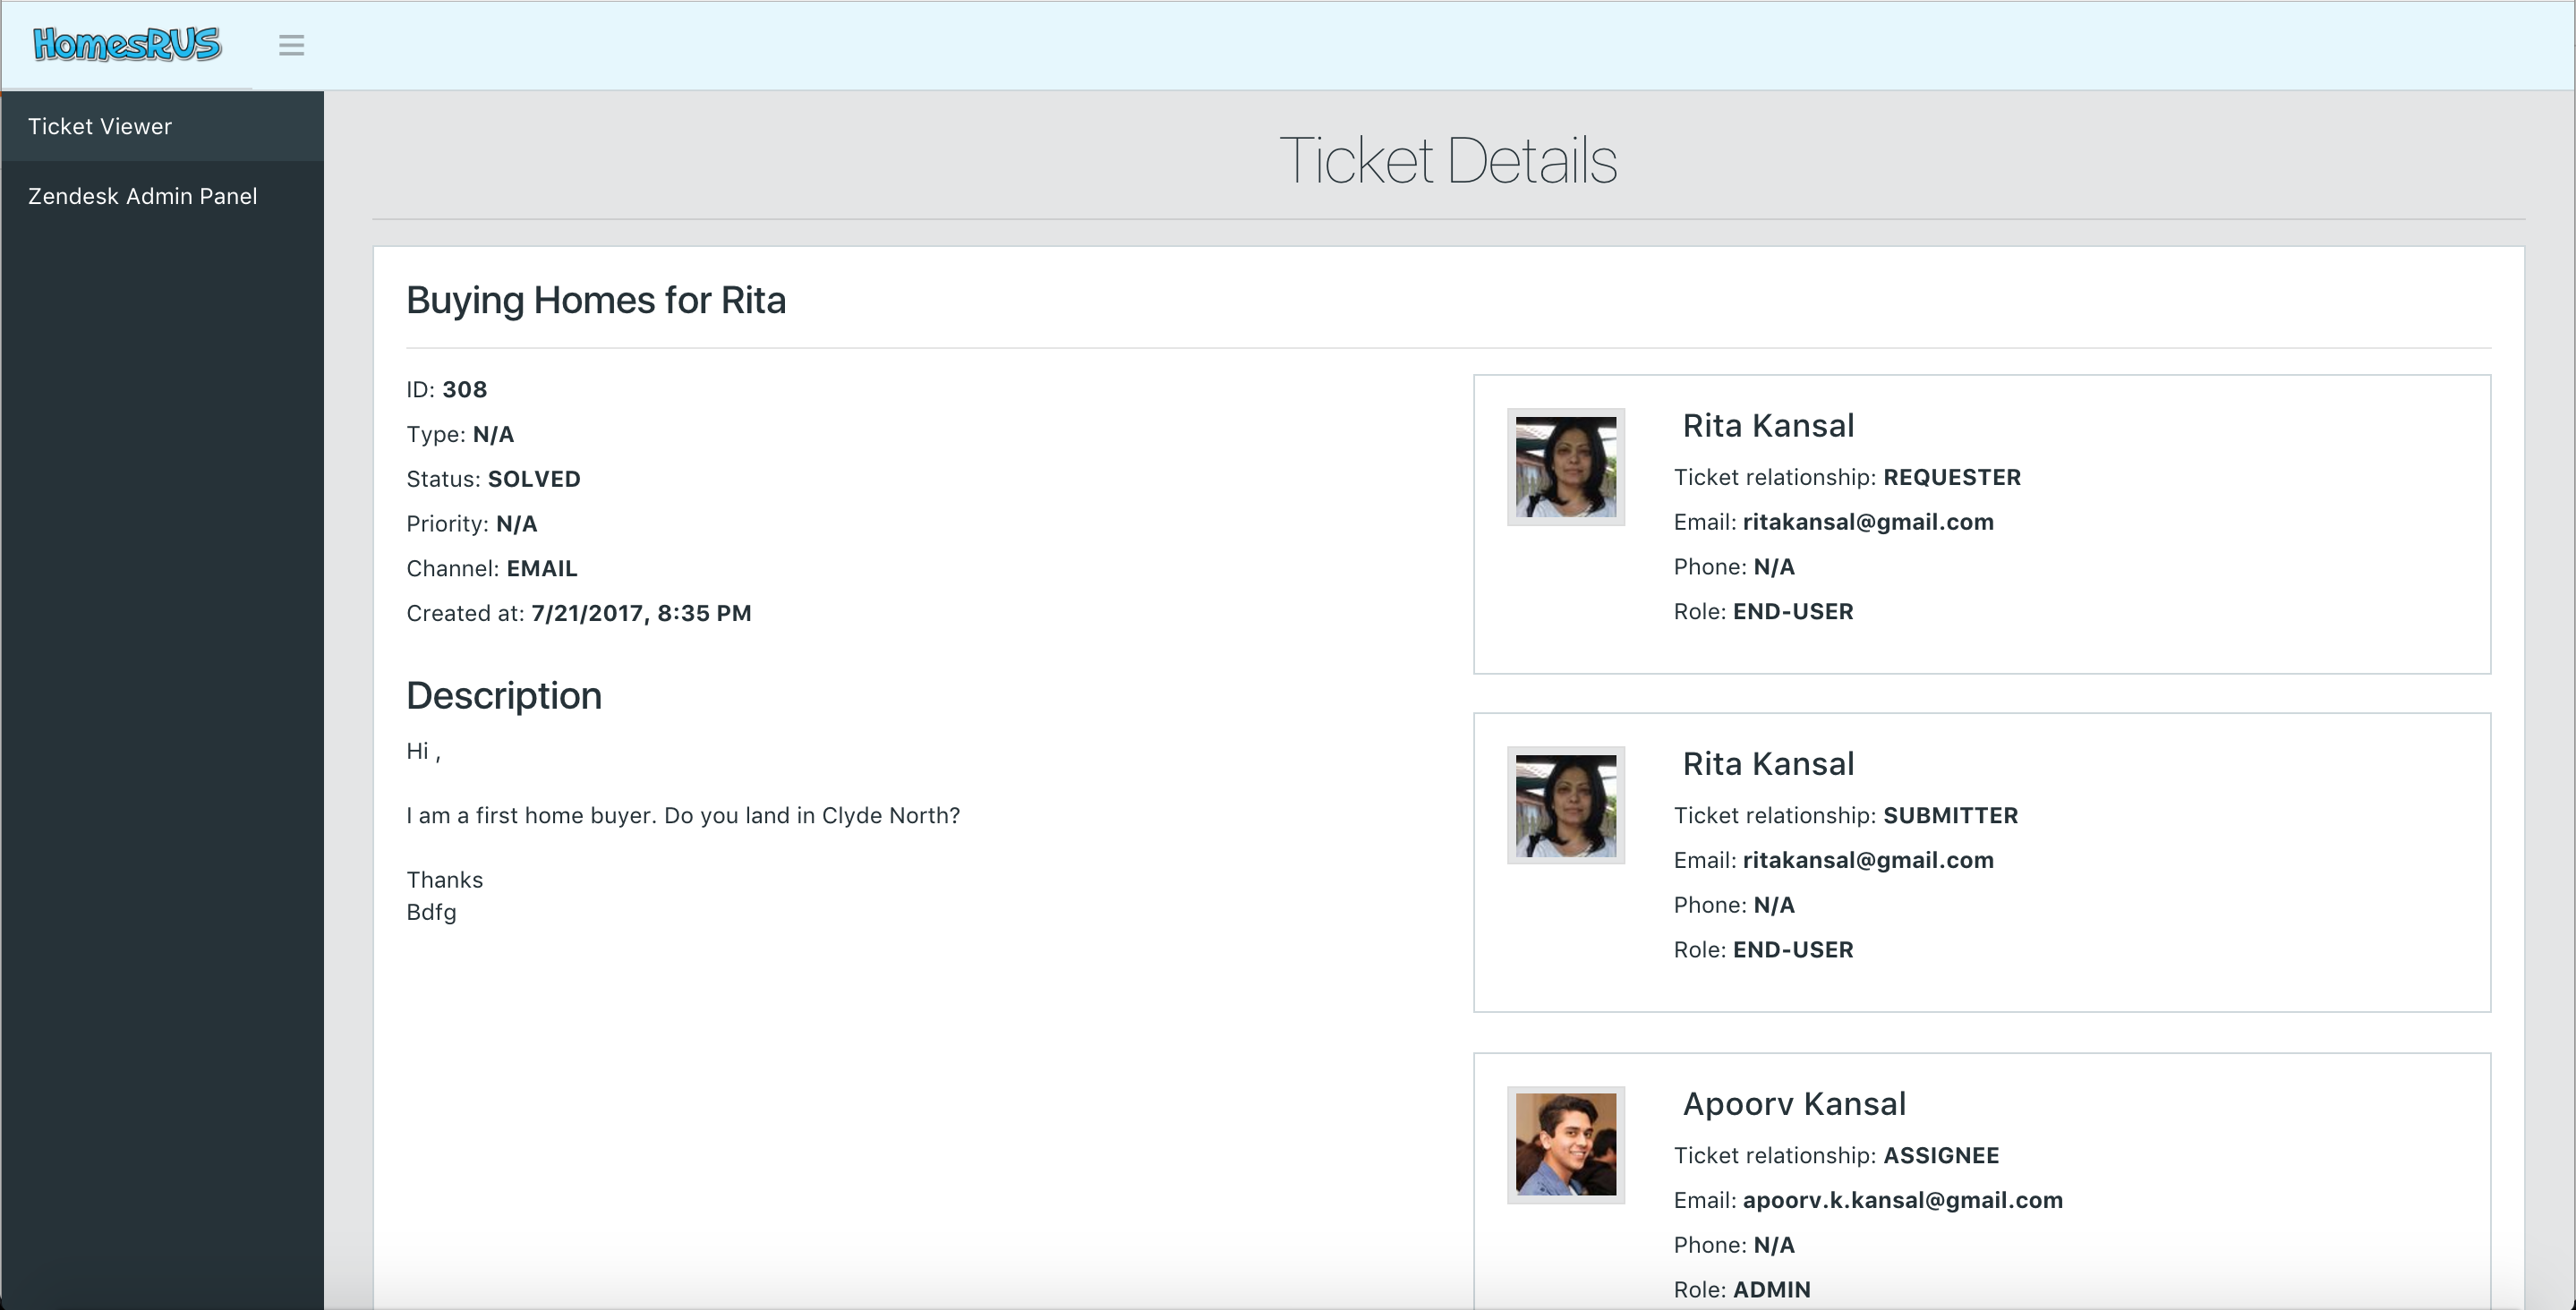 HomesRUS
Ticket Viewer
Zendesk Admin Panel
Ticket Details
Buying Homes for Rita
ID: 308
Type: N/A
Status: SOLVED
Priority: N/A
Channel: EMAIL
Created at: 7/21/2017, 8:35 PM
Description
Hi ,
I am a first home buyer. Do you land in Clyde North?
Thanks
Bdfg
Rita Kansal
Ticket relationship: REQUESTER
Email: ritakansal@gmail.com
Phone: N/A
Role: END-USER
Rita Kansal
Ticket relationship: SUBMITTER
Email: ritakansal@gmail.com
Phone: N/A
Role: END-USER
Apoorv Kansal
Ticket relationship: ASSIGNEE
Email: apoorv.k.kansal@gmail.com
Phone: N/A
Role: ADMIN